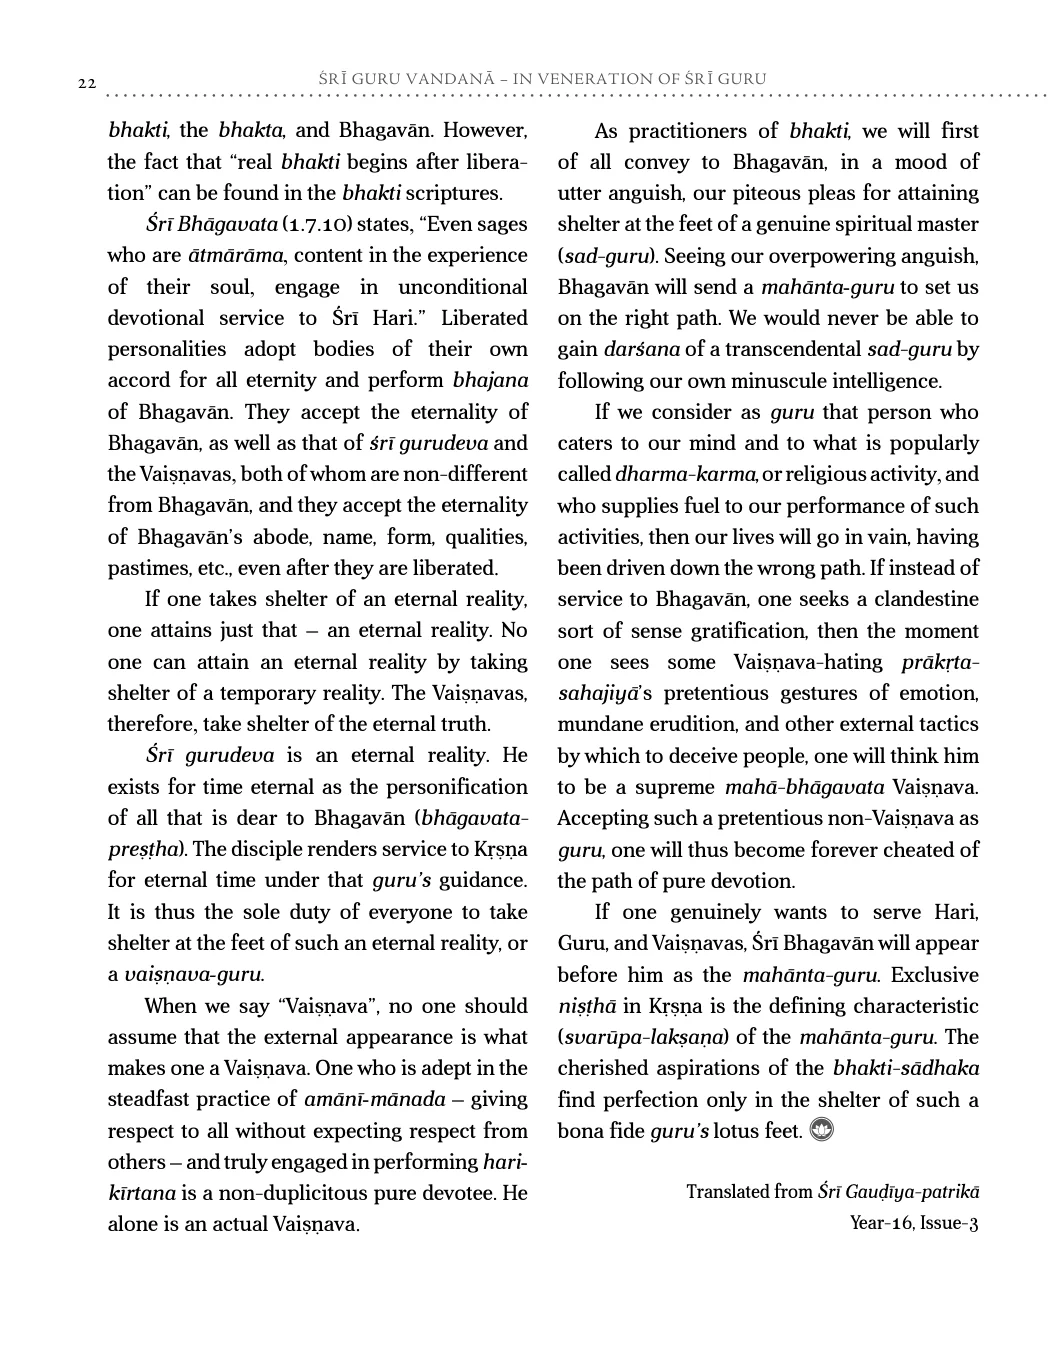 22
ŚRĪ GURU VANDANĀ – IN VENERATION OF ŚRĪ GURU
bhakti, the bhakta, and Bhagavān. However,
the fact that “real bhakti begins after libera-
tion” can be found in the bhakti scriptures.
Śrī Bhāgavata (1.7.10) states, “Even sages
who are ātmārāma, content in the experience
of their soul, engage in unconditional
devotional service to Śrī Hari.” Liberated
personalities adopt bodies of their own
accord for all eternity and perform bhajana
of Bhagavān. They accept the eternality of
Bhagavān, as well as that of śrī gurudeva and
the Vaiṣṇavas, both of whom are non-different
from Bhagavān, and they accept the eternality
of Bhagavān’s abode, name, form, qualities,
pastimes, etc., even after they are liberated.
If one takes shelter of an eternal reality,
one attains just that – an eternal reality. No
one can attain an eternal reality by taking
shelter of a temporary reality. The Vaiṣṇavas,
therefore, take shelter of the eternal truth.
Śrī gurudeva is an eternal reality. He
exists for time eternal as the personification
of all that is dear to Bhagavān (bhāgavata-
preṣṭha). The disciple renders service to Kṛṣṇa
for eternal time under that guru’s guidance.
It is thus the sole duty of everyone to take
shelter at the feet of such an eternal reality, or
a vaiṣṇava-guru.
When we say “Vaiṣṇava”, no one should
assume that the external appearance is what
makes one a Vaiṣṇava. One who is adept in the
steadfast practice of amānī-mānada – giving
respect to all without expecting respect from
others – and truly engaged in performing hari-
kīrtana is a non-duplicitous pure devotee. He
alone is an actual Vaiṣṇava.
As practitioners of bhakti, we will first
of all convey to Bhagavān, in a mood of
utter anguish, our piteous pleas for attaining
shelter at the feet of a genuine spiritual master
(sad-guru). Seeing our overpowering anguish,
Bhagavān will send a mahānta-guru to set us
on the right path. We would never be able to
gain darśana of a transcendental sad-guru by
following our own minuscule intelligence.
If we consider as guru that person who
caters to our mind and to what is popularly
called dharma-karma, or religious activity, and
who supplies fuel to our performance of such
activities, then our lives will go in vain, having
been driven down the wrong path. If instead of
service to Bhagavān, one seeks a clandestine
sort of sense gratification, then the moment
one sees some Vaiṣṇava-hating prākṛta-
sahajiyā’s pretentious gestures of emotion,
mundane erudition, and other external tactics
by which to deceive people, one will think him
to be a supreme mahā-bhāgavata Vaiṣṇava.
Accepting such a pretentious non-Vaiṣṇava as
guru, one will thus become forever cheated of
the path of pure devotion.
If one genuinely wants to serve Hari,
Guru, and Vaiṣṇavas, Śrī Bhagavān will appear
before him as the mahānta-guru. Exclusive
niṣṭhā in Kṛṣṇa is the defining characteristic
(svarūpa-lakṣaṇa) of the mahānta-guru. The
cherished aspirations of the bhakti-sādhaka
find perfection only in the shelter of such a
bona fide guru’s lotus feet.
Translated from Śrī Gauḍīya-patrikā
Year-16, Issue-3